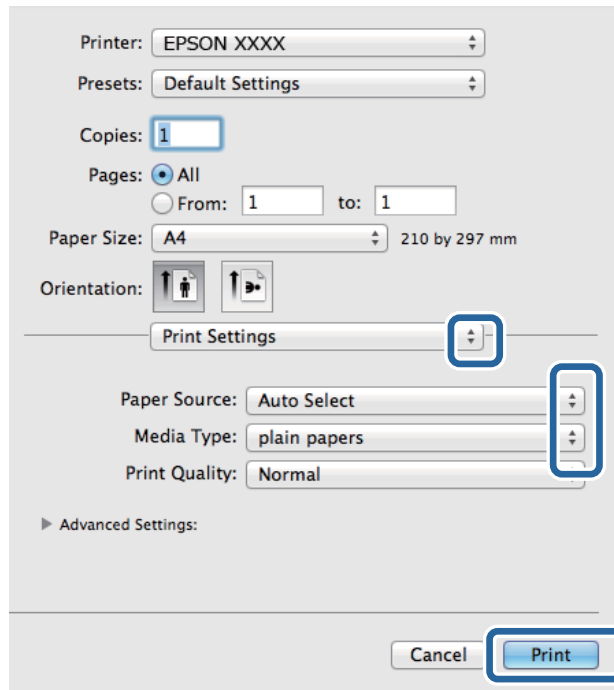 Printer: EPSON XXXX
Presets: Default Settings
Copies: 1
Pages: All
From: 1 to: 1
Paper Size: A4 210 by 297 mm
Orientation:
Print Settings
Paper Source: Auto Select
Media Type: plain papers
Print Quality: Normal
Advanced Settings:
Cancel Print